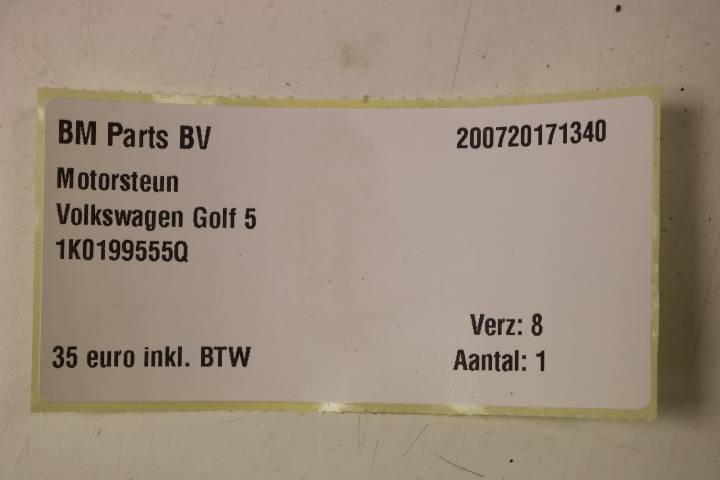 BM Parts BV 200720171340
Motorsteun
Volkswagen Golf 5
1K0199555Q
Verz: 8
35 euro inkl. BTW Aantal: 1